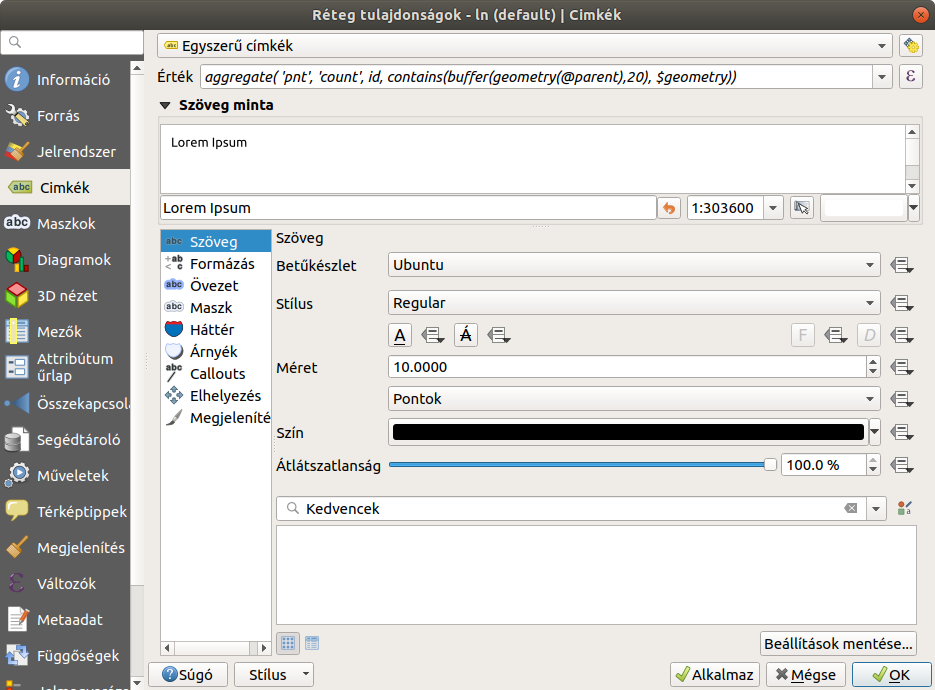 Réteg tulajdonságok - ln (default) | Cimkék
Információ
Forrás
Jelrendszer
Cimkék
Maszkok
Diagramok
3D nézet
Mezők
Attribútum
űrlap
Összekapcsol
Segédtároló
Műveletek
Térképtippek
Megjelenítés
Változók
Metaadat
Függőségek
Egyszerű címkék
Érték
aggregate( 'pnt', 'count', id, contains(buffer(geometry(@parent),20), $geometry))
Szöveg minta
Lorem Ipsum
Lorem Ipsum
1:303600
Szöveg
Formázás
Övezet
Maszk
Háttér
Árnyék
Callouts
Elhelyezés
Megjeleníté
Szöveg
Betűkészlet
Ubuntu
Stílus
Regular
A
A
F
D
Méret
10.0000
Pontok
Szín
Átlátszatlanság
100.0 %
Kedvencek
Beállítások mentése...
Súgó
Stílus
Alkalmaz
Mégse
OK